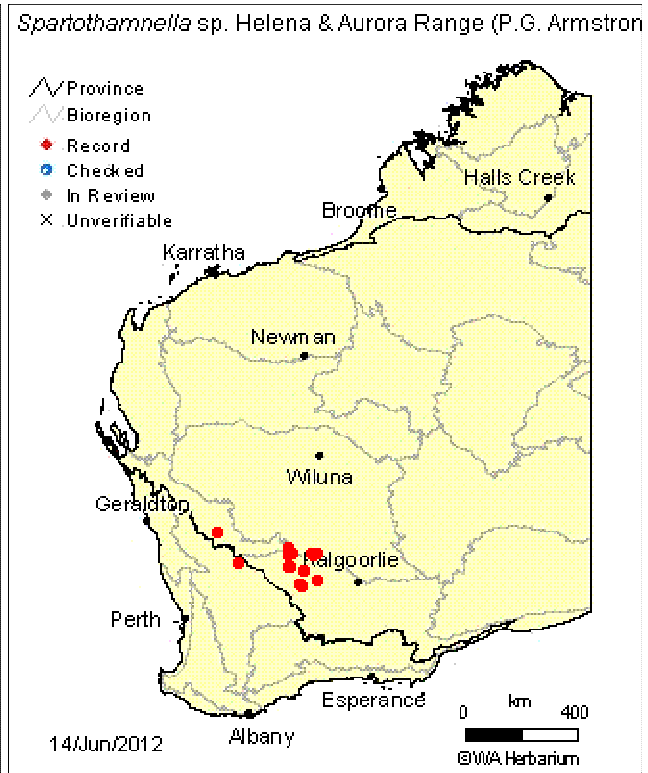 Spartothamnella sp. Helena & Aurora Range (P.G. Armstron
Province
Bioregion
Record
Checked
In Review
Unverifiable
Halls Creek
Broome
Karratha
Newman
Wiluna
Geraldton
Kalgoorlie
Perth
Esperance
Albany
0 km 400
14/Jun/2012
©WA Herbarium